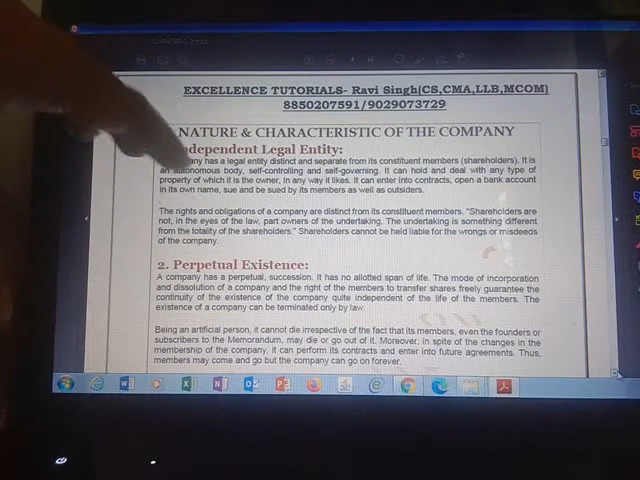 EXCELLENCE TUTORIALS- Ravi Singh(CS,CMA,LLB,MCOM)
8850207591/9029073729
NATURE & CHARACTERISTIC OF THE COMPANY
Independent Legal Entity:
has a legal entity distinct and separate from its constituent members (shareholders). It is
an autonomous body, self-controlling and self-governing. It can hold and deal with any type of
property of which it is the owner, in any way it likes. It can enter into contracts, open a bank account
in its own name, sue and be sued by its members as well as outsiders.
The rights and obligations of a company are distinct from its constituent members. "Shareholders are
not, in the eyes of the law, part owners of the undertaking. The undertaking is something different
from the totality of the shareholders." Shareholders cannot be held liable for the wrongs or misdeeds
of the company.
2. Perpetual Existence:
A company has a perpetual, succession. It has no allotted span of life. The mode of incorporation
and dissolution of a company and the right of the members to transfer shares freely guarantee the
continuity of the existence of the company quite independent of the life of the members. The
existence of a company can be terminated only by law.
Being an artificial person, it cannot die irrespective of the fact that its members, even the founders or
subscribers to the Memorandum, may die or go out of it. Moreover, in spite of the changes in the
membership of the company, it can perform its contracts and enter into future agreements. Thus,
members may come and go but the company can go on forever.